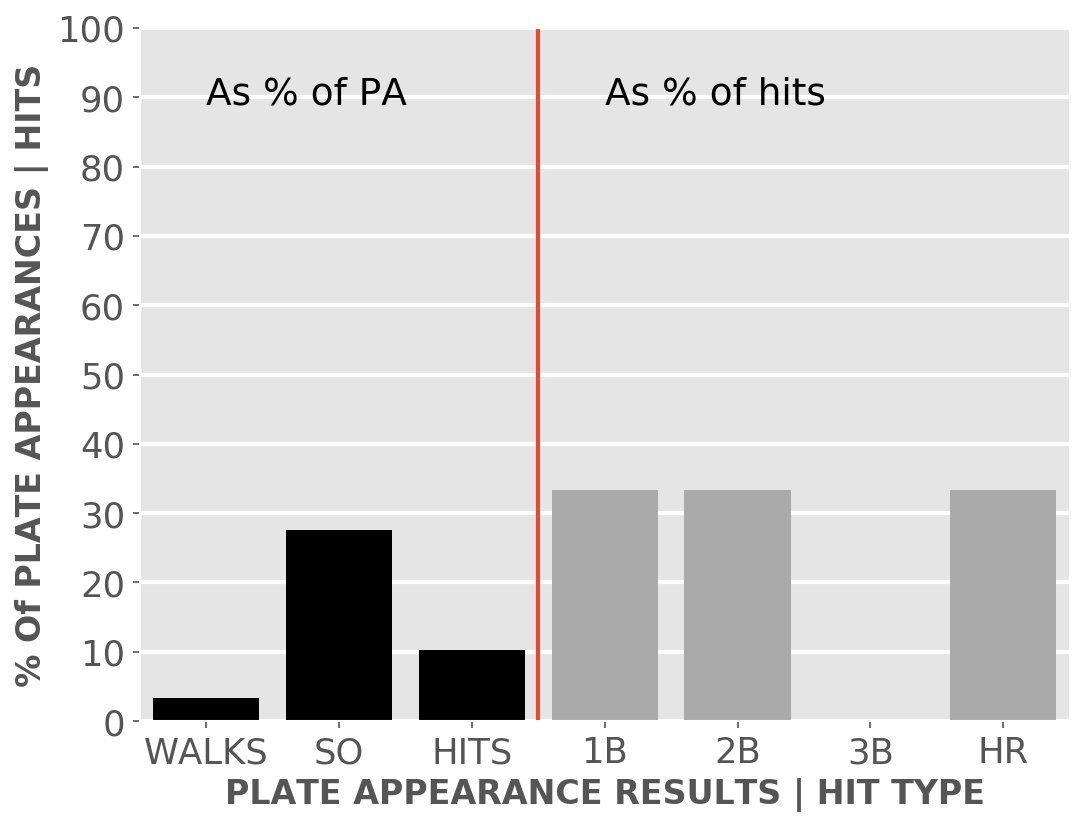 % Of PLATE APPEARANCES | HITS
100
90
80
70
60
50
40
30
20
10
0
As % of PA
As % of hits
WALKS SO HITS 1B 2B 3B HR
PLATE APPEARANCE RESULTS | HIT TYPE